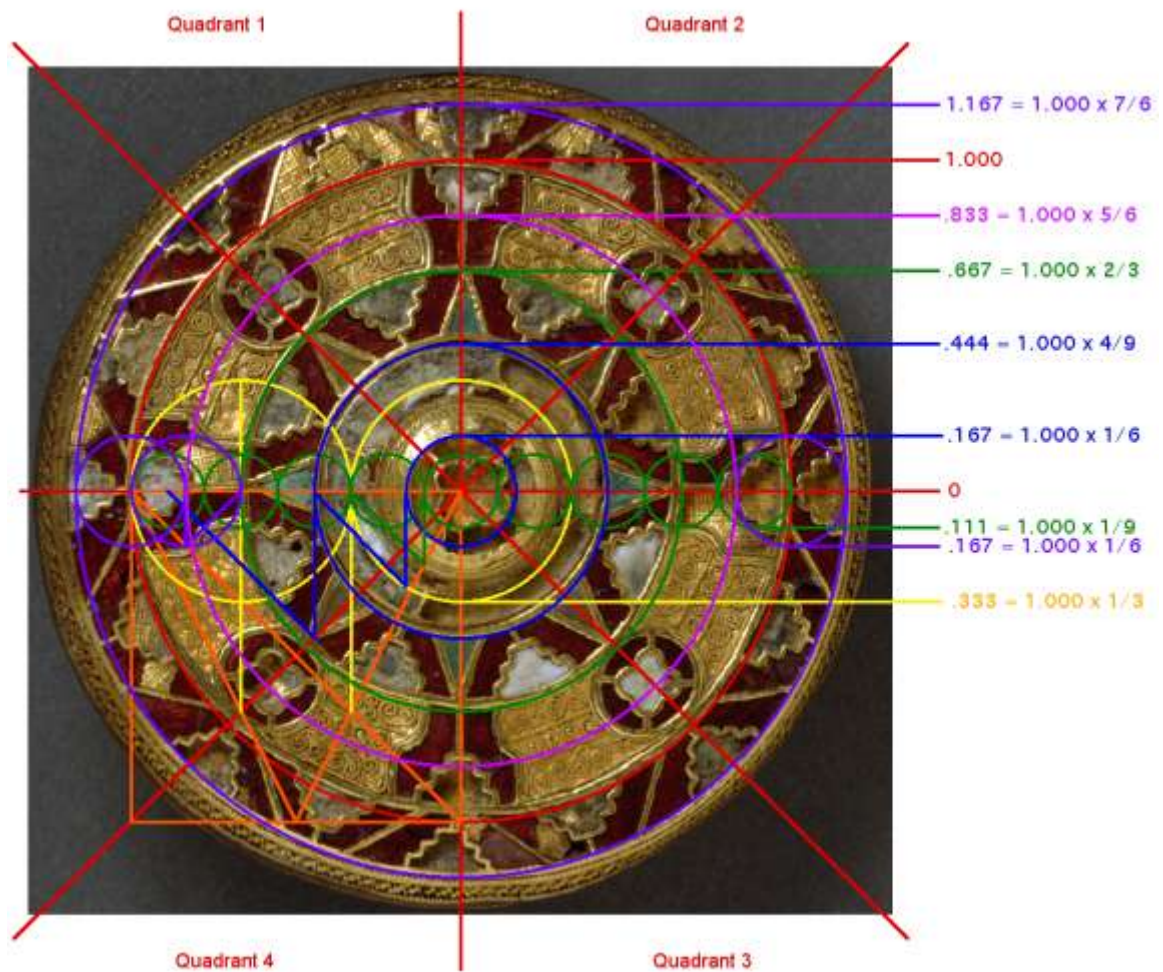 Quadrant 1
Quadrant 2
1.167 = 1.000 x 7/6
1.000
.833 = 1.000 x 5/6
.667 = 1.000 x 2/3
.444 = 1.000 x 4/9
.167 = 1.000 x 1/6
0
.111 = 1.000 x 1/9
.167 = 1.000 x 1/6
.333 = 1.000 x 1/3
Quadrant 4
Quadrant 3